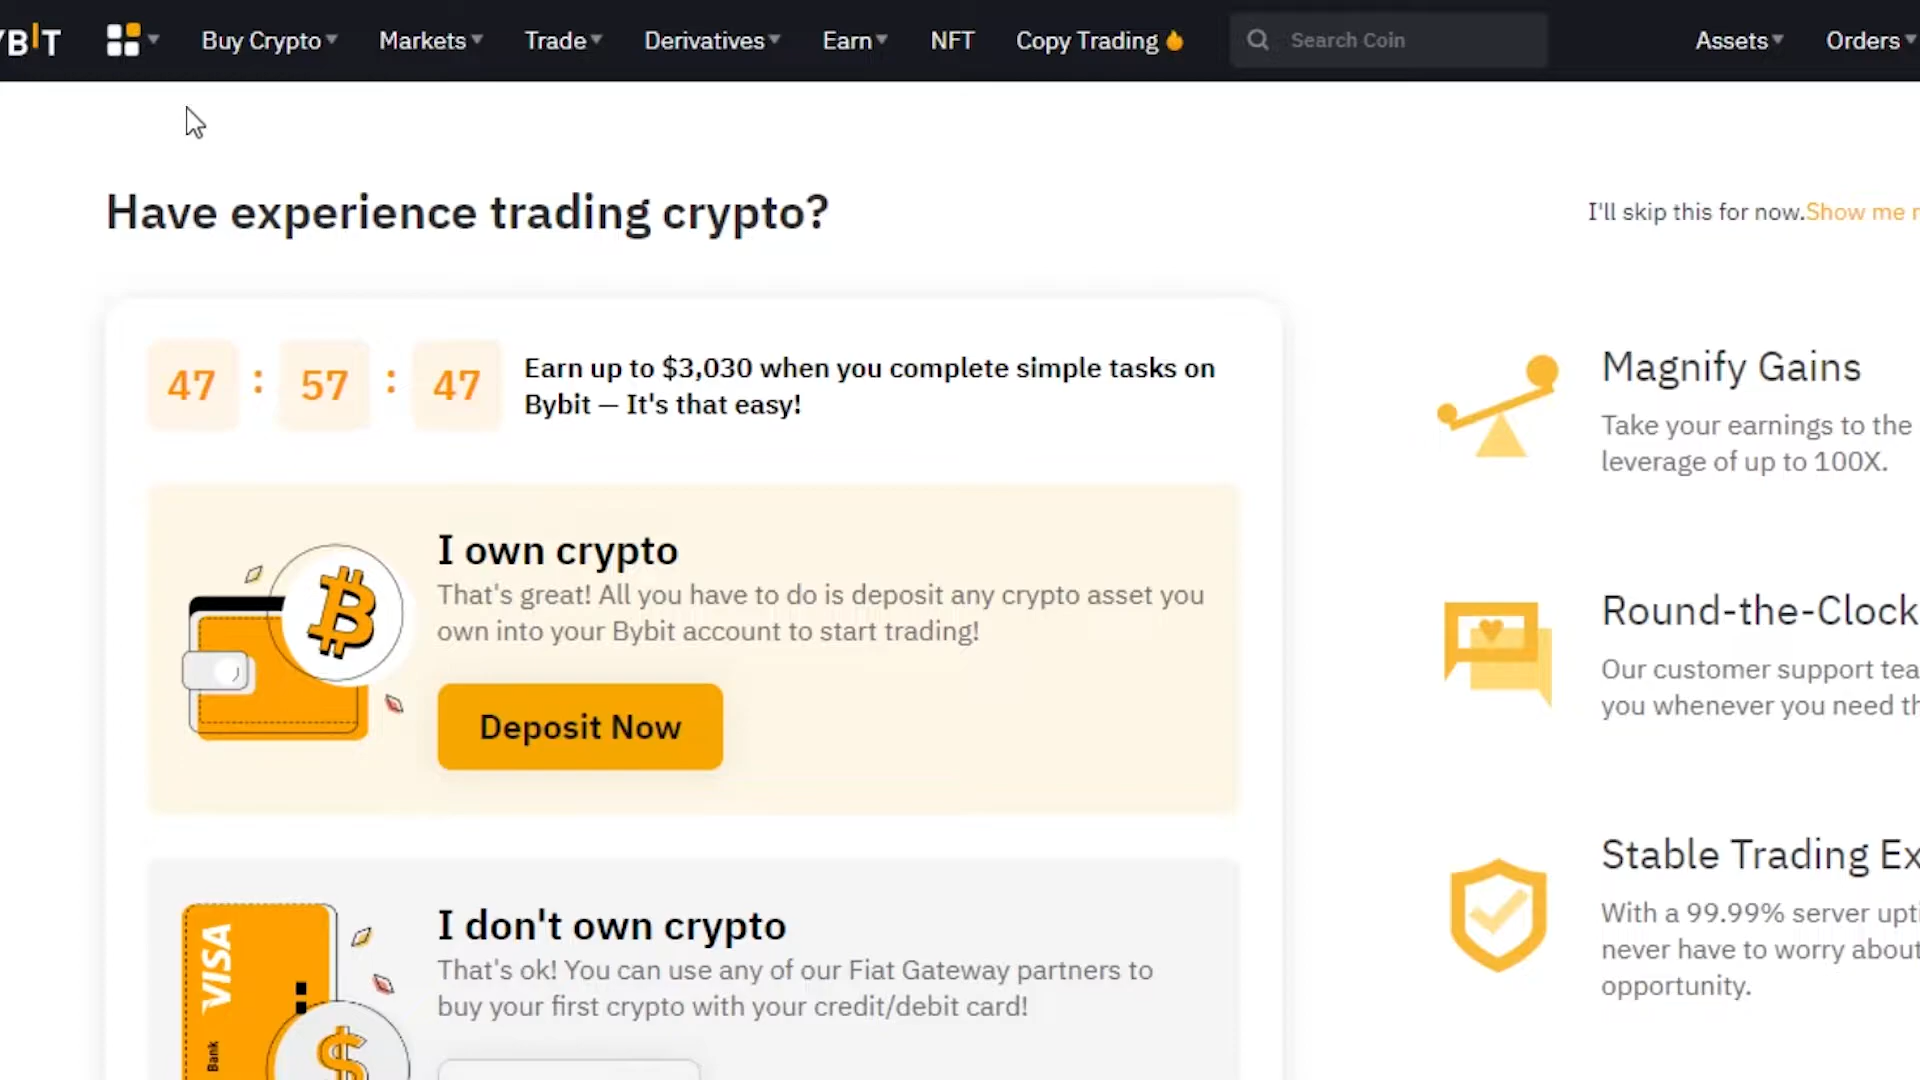 YBIT
Buy Crypto
Markets
Trade
Derivatives
Earn
NFT
Copy Trading
Search Coin
Assets
Orders
Have experience trading crypto?
I'll skip this for now.Show me
47 : 57 : 47
Earn up to $3,030 when you complete simple tasks on
Bybit — It's that easy!
I own crypto
That's great! All you have to do is deposit any crypto asset you
own into your Bybit account to start trading!
Deposit Now
I don't own crypto
That's ok! You can use any of our Fiat Gateway partners to
buy your first crypto with your credit/debit card!
VISA
Bank
Magnify Gains
Take your earnings to the
leverage of up to 100X.
Round-the-Clock
Our customer support
you whenever you need
Stable Trading
With a 99.99% server
never have to worry about
opportunity.